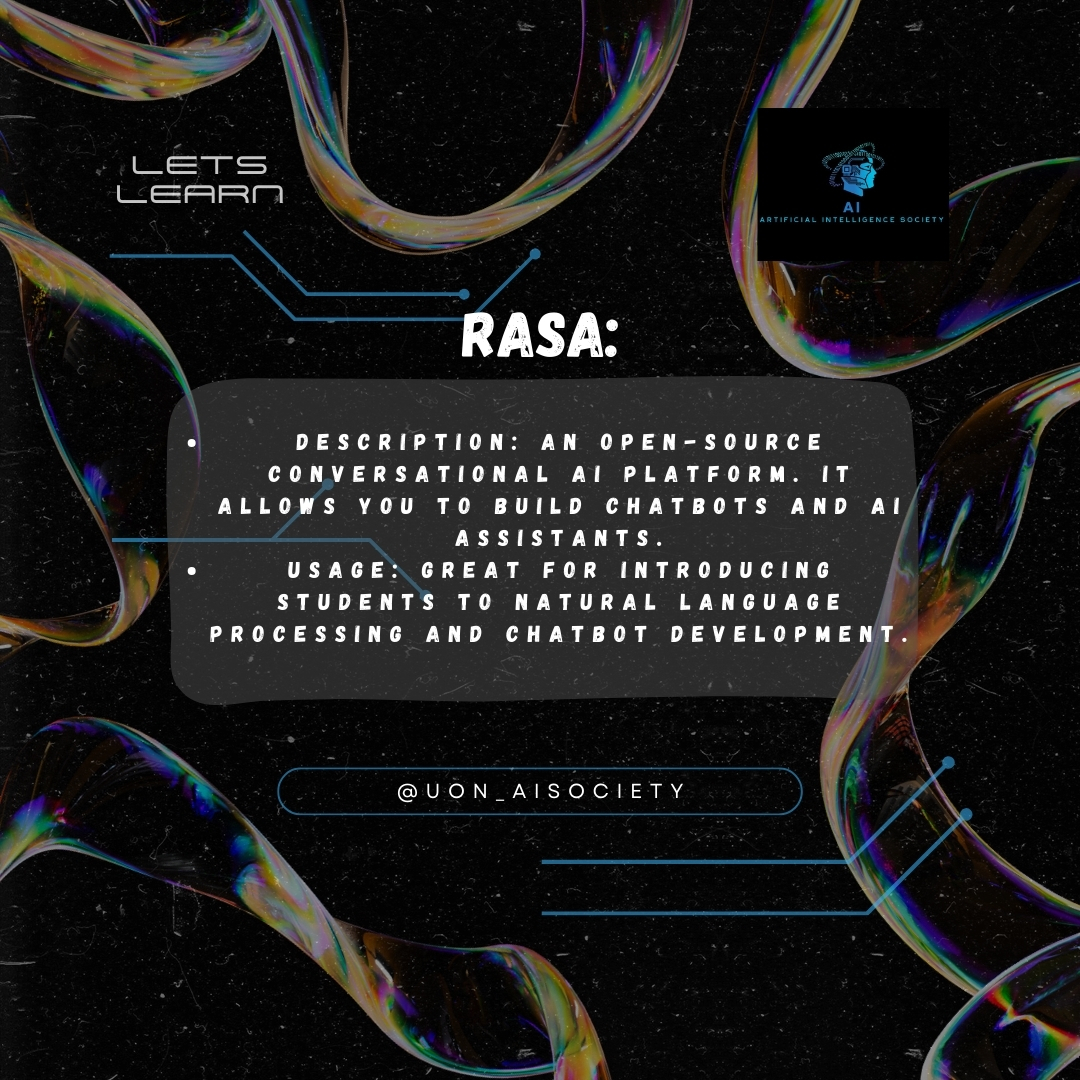 LETS
LEARN
AI
ARTIFICIAL INTELLIGENCE SOCIETY
RASA:
• DESCRIPTION: AN OPEN-SOURCE
CONVERSATIONAL AI PLATFORM. IT
ALLOWS YOU TO BUILD CHATBOTS AND AI
ASSISTANTS.
• USAGE: GREAT FOR INTRODUCING
STUDENTS TO NATURAL LANGUAGE
PROCESSING AND CHATBOT DEVELOPMENT.
@UON_AISOCIETY